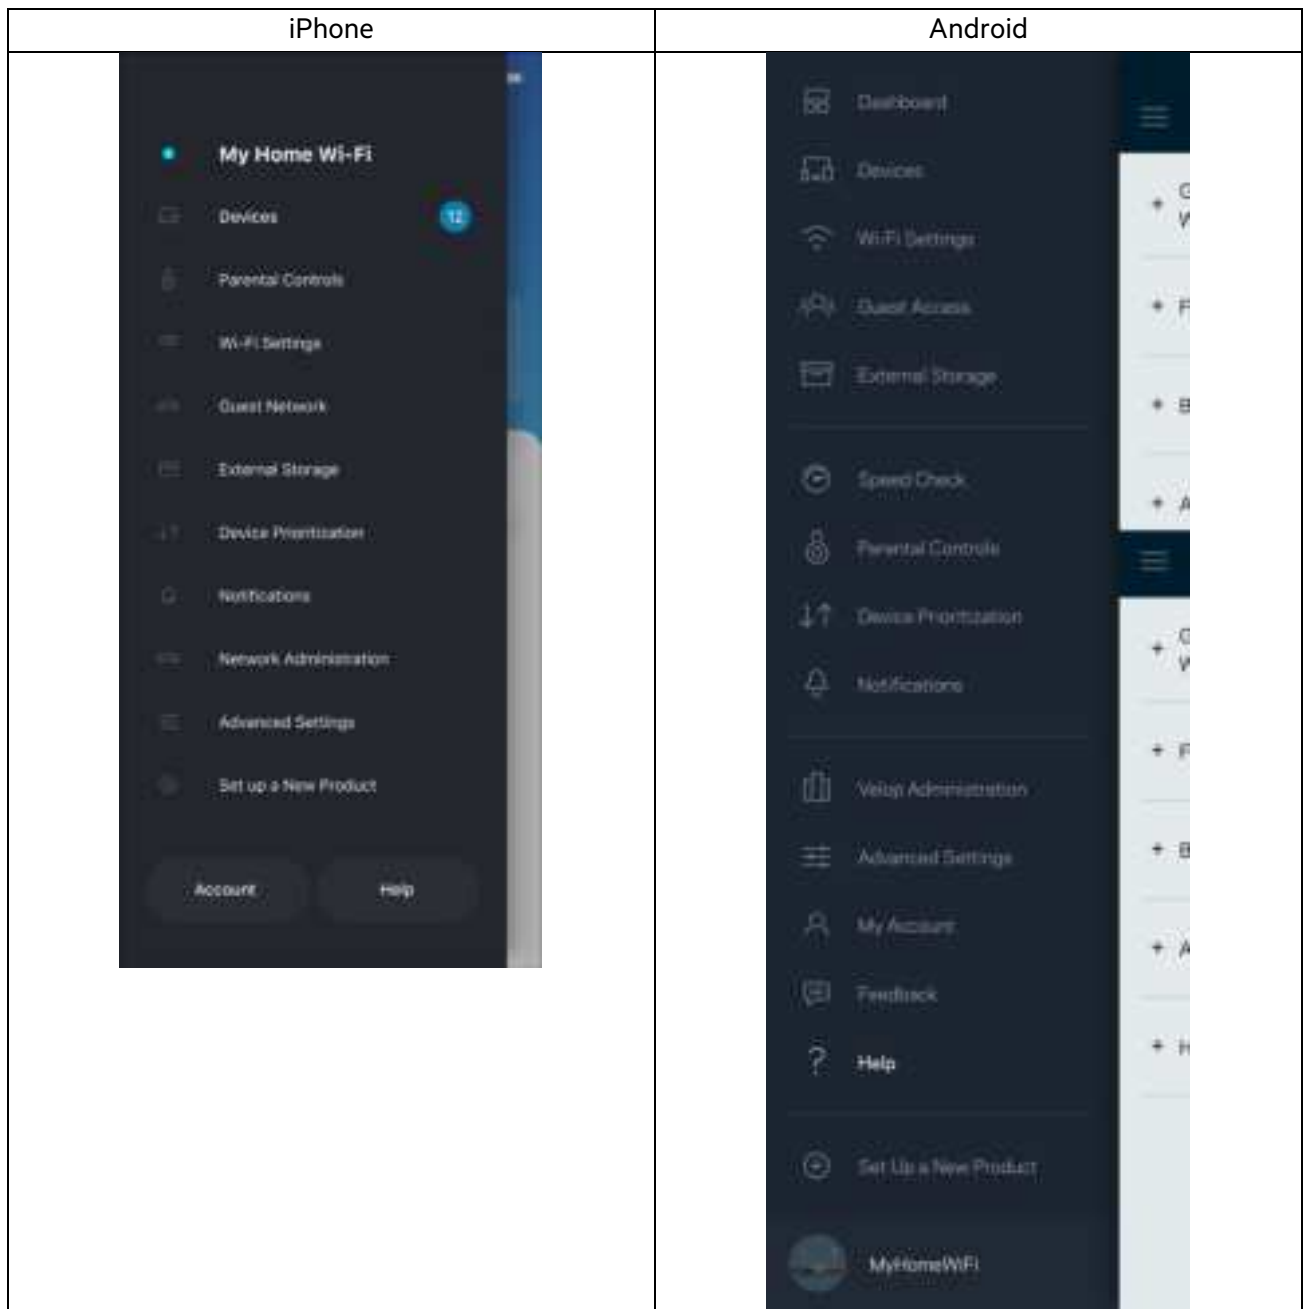 iPhone
Android
My Home Wi-Fi
Devices
12
Parental Controls
Wi-Fi Settings
Guest Network
External Storage
Device Prioritization
Notifications
Network Administration
Advanced Settings
Set up a New Product
Account
Help
Dashboard
Devices
Wi-Fi Settings
Guest Access
External Storage
Speed Check
Parental Controls
Device Prioritization
Notifications
Velop Administration
Advanced Settings
My Account
Feedback
? Help
Set Up a New Product
MyHomeWiFi
+ F
+ B
+ A
+ F
+ B
+ A
+ H